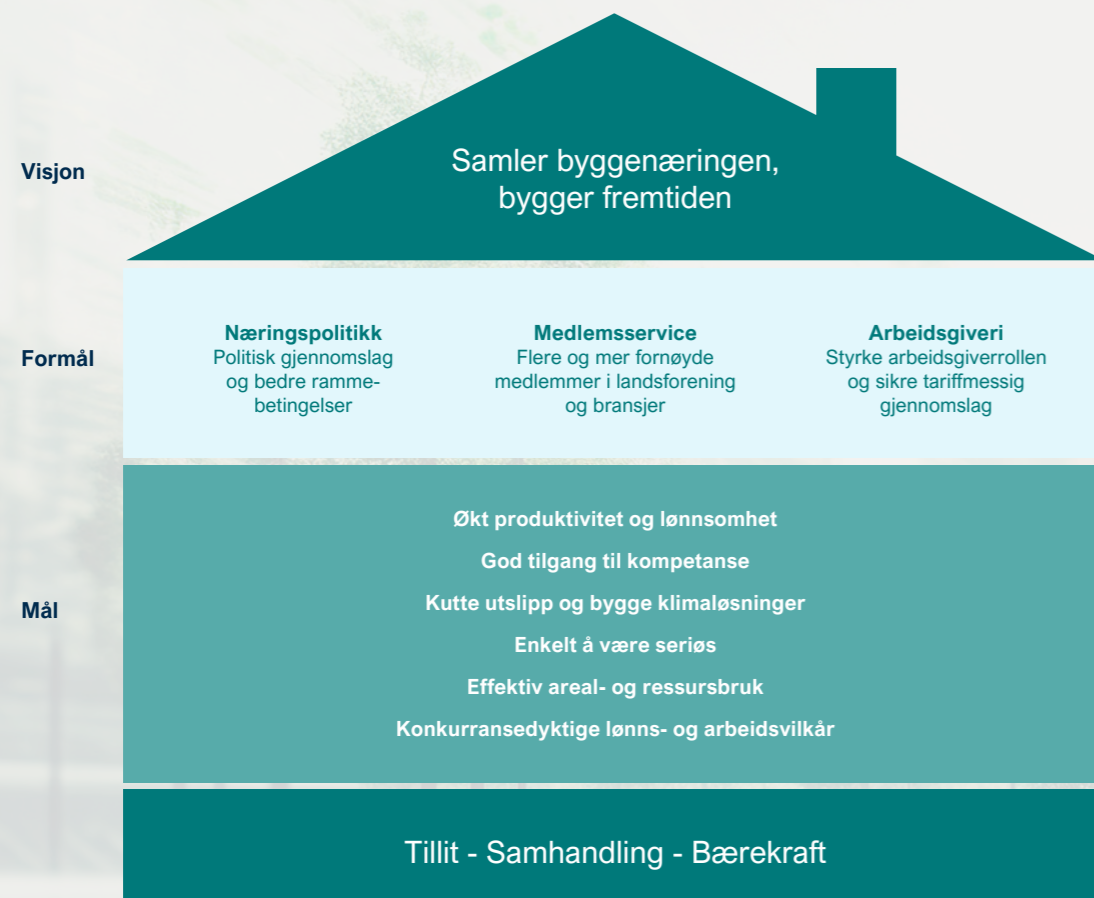 Visjon
Samler byggenæringen,
bygger fremtiden
Formål
Næringspolitikk
Politisk gjennomslag
og bedre ramme-
betingelser
Medlemsservice
Flere og mer fornøyde
medlemmer i landsforening
og bransjer
Arbeidsgiveri
Styrke arbeidsgiverrollen
og sikre tariffmessig
gjennomslag
Mål
Økt produktivitet og lønnsomhet
God tilgang til kompetanse
Kutte utslipp og bygge klimaløsninger
Enkelt å være seriøs
Effektiv areal- og ressursbruk
Konkurransedyktige lønns- og arbeidsvilkår
Tillit - Samhandling - Bærekraft